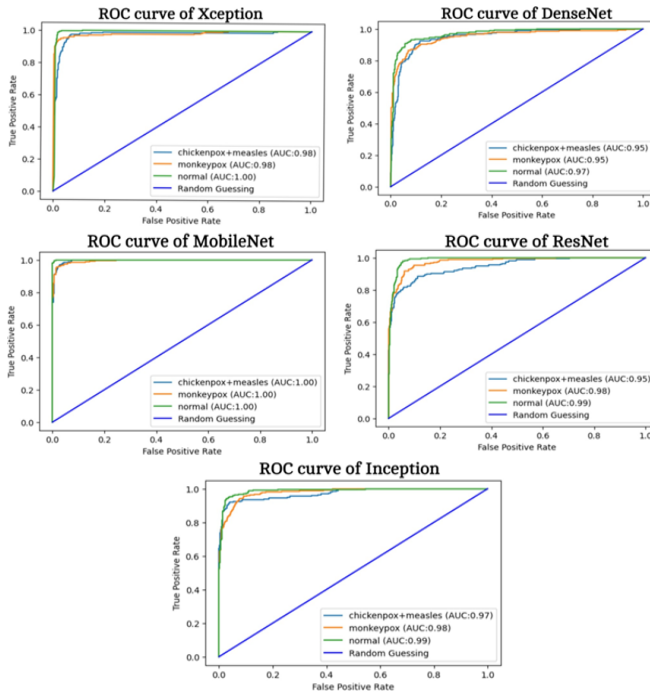 ROC curve of Xception
1.0
0.8
0.6
0.4
0.2
0.0
True Positive Rate
chickenpox+measles (AUC:0.98)
monkeypox (AUC:0.98)
normal (AUC:1.00)
Random Guessing
0.0 0.2 0.4 0.6 0.8 1.0
False Positive Rate
ROC curve of DenseNet
1.0
0.8
0.6
0.4
0.2
0.0
True Positive Rate
chickenpox+measles (AUC:0.95)
monkeypox (AUC:0.95)
normal (AUC:0.97)
Random Guessing
0.0 0.2 0.4 0.6 0.8 1.0
False Positive Rate
ROC curve of MobileNet
1.0
0.8
0.6
0.4
0.2
0.0
True Positive Rate
chickenpox+measles (AUC:1.00)
monkeypox (AUC:1.00)
normal (AUC:1.00)
Random Guessing
0.0 0.2 0.4 0.6 0.8 1.0
False Positive Rate
ROC curve of ResNet
1.0
0.8
0.6
0.4
0.2
0.0
True Positive Rate
chickenpox+measles (AUC:0.95)
monkeypox (AUC:0.98)
normal (AUC:0.99)
Random Guessing
0.0 0.2 0.4 0.6 0.8 1.0
False Positive Rate
ROC curve of Inception
1.0
0.8
0.6
0.4
0.2
0.0
True Positive Rate
chickenpox+measles (AUC:0.97)
monkeypox (AUC:0.98)
normal (AUC:0.99)
Random Guessing
0.0 0.2 0.4 0.6 0.8 1.0
False Positive Rate